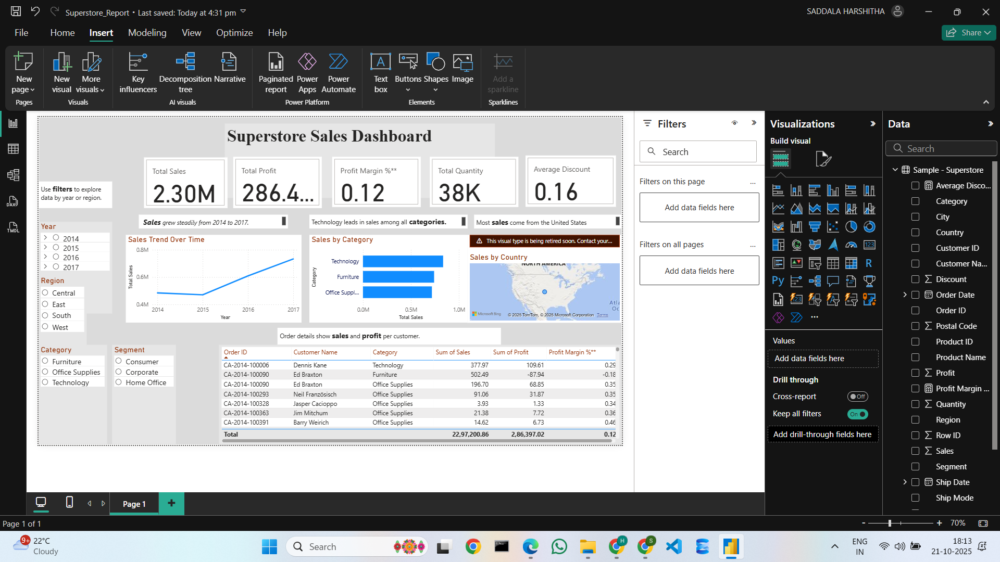 Superstore_Report • Last saved: Today at 4:31 pm
SADDALA HARSHITHA
File Home Insert Modeling View Optimize Help
Share
New page
New visual
More visuals
Key influencers
Decomposition tree
Narrative
Paginated report
Power Apps
Power Automate
Text box
Buttons
Shapes
Image
Add a sparkline
Pages
Visuals
AI visuals
Power Platform
Elements
Sparklines
DAX
TMDL
Superstore Sales Dashboard
Total Sales
2.30M
Total Profit
286.4...
Profit Margin %**
0.12
Total Quantity
38K
Average Discount
0.16
Use filters to explore
data by year or region.
Sales grew steadily from 2014 to 2017.
Technology leads in sales among all categories.
Most sales come from the United States
Year
2014
2015
2016
2017
Region
Central
East
South
West
Sales Trend Over Time
Total Sales
0.8M
0.6M
0.4M
2014 2015 2016 2017
Year
Sales by Category
Category
Technology
Furniture
Office Suppl...
0.0M 0.5M 1.0M
Total Sales
This visual type is being retired soon. Contact your...
Sales by Country
NORTH AMERICA
Atla
Oc
Microsoft Bing
© 2025 TomTom, © 2025 Microsoft Corporation Terms
Order details show sales and profit per customer.
Category
Furniture
Office Supplies
Technology
Segment
Consumer
Corporate
Home Office
Order ID Customer Name Category Sum of Sales Sum of Profit Profit Margin %**
CA-2014-100006 Dennis Kane Technology 377.97 109.61 0.29
CA-2014-100090 Ed Braxton Furniture 502.49 -87.94 -0.18
CA-2014-100090 Ed Braxton Office Supplies 196.70 68.85 0.35
CA-2014-100293 Neil Französisch Office Supplies 91.06 31.87 0.35
CA-2014-100328 Jasper Cacioppo Office Supplies 3.93 1.33 0.34
CA-2014-100363 Jim Mitchum Office Supplies 21.38 7.72 0.36
CA-2014-100391 Barry Weirich Office Supplies 14.62 6.73 0.46
Total 22,97,200.86 2,86,397.02 0.12
Filters
Search
Filters on this page
...
Add data fields here
Filters on all pages
...
Add data fields here
Visualizations
Build visual
123
R
Py
123
Values
Add data fields here
Drill through
Cross-report
Off
Keep all filters
On
Add drill-through fields here
Data
Search
Sample - Superstore
Average Disco...
Category
City
Country
Customer ID
Customer Na...
Discount
Order Date
Order ID
Postal Code
Product ID
Product Name
Profit
Profit Margin ...
Quantity
Region
Row ID
Sales
Segment
Ship Date
Ship Mode
Page 1
+
Page 1 of 1
- + 70%
9+
22°C
Cloudy
Search
H
S
ENG
IN
18:13
21-10-2025